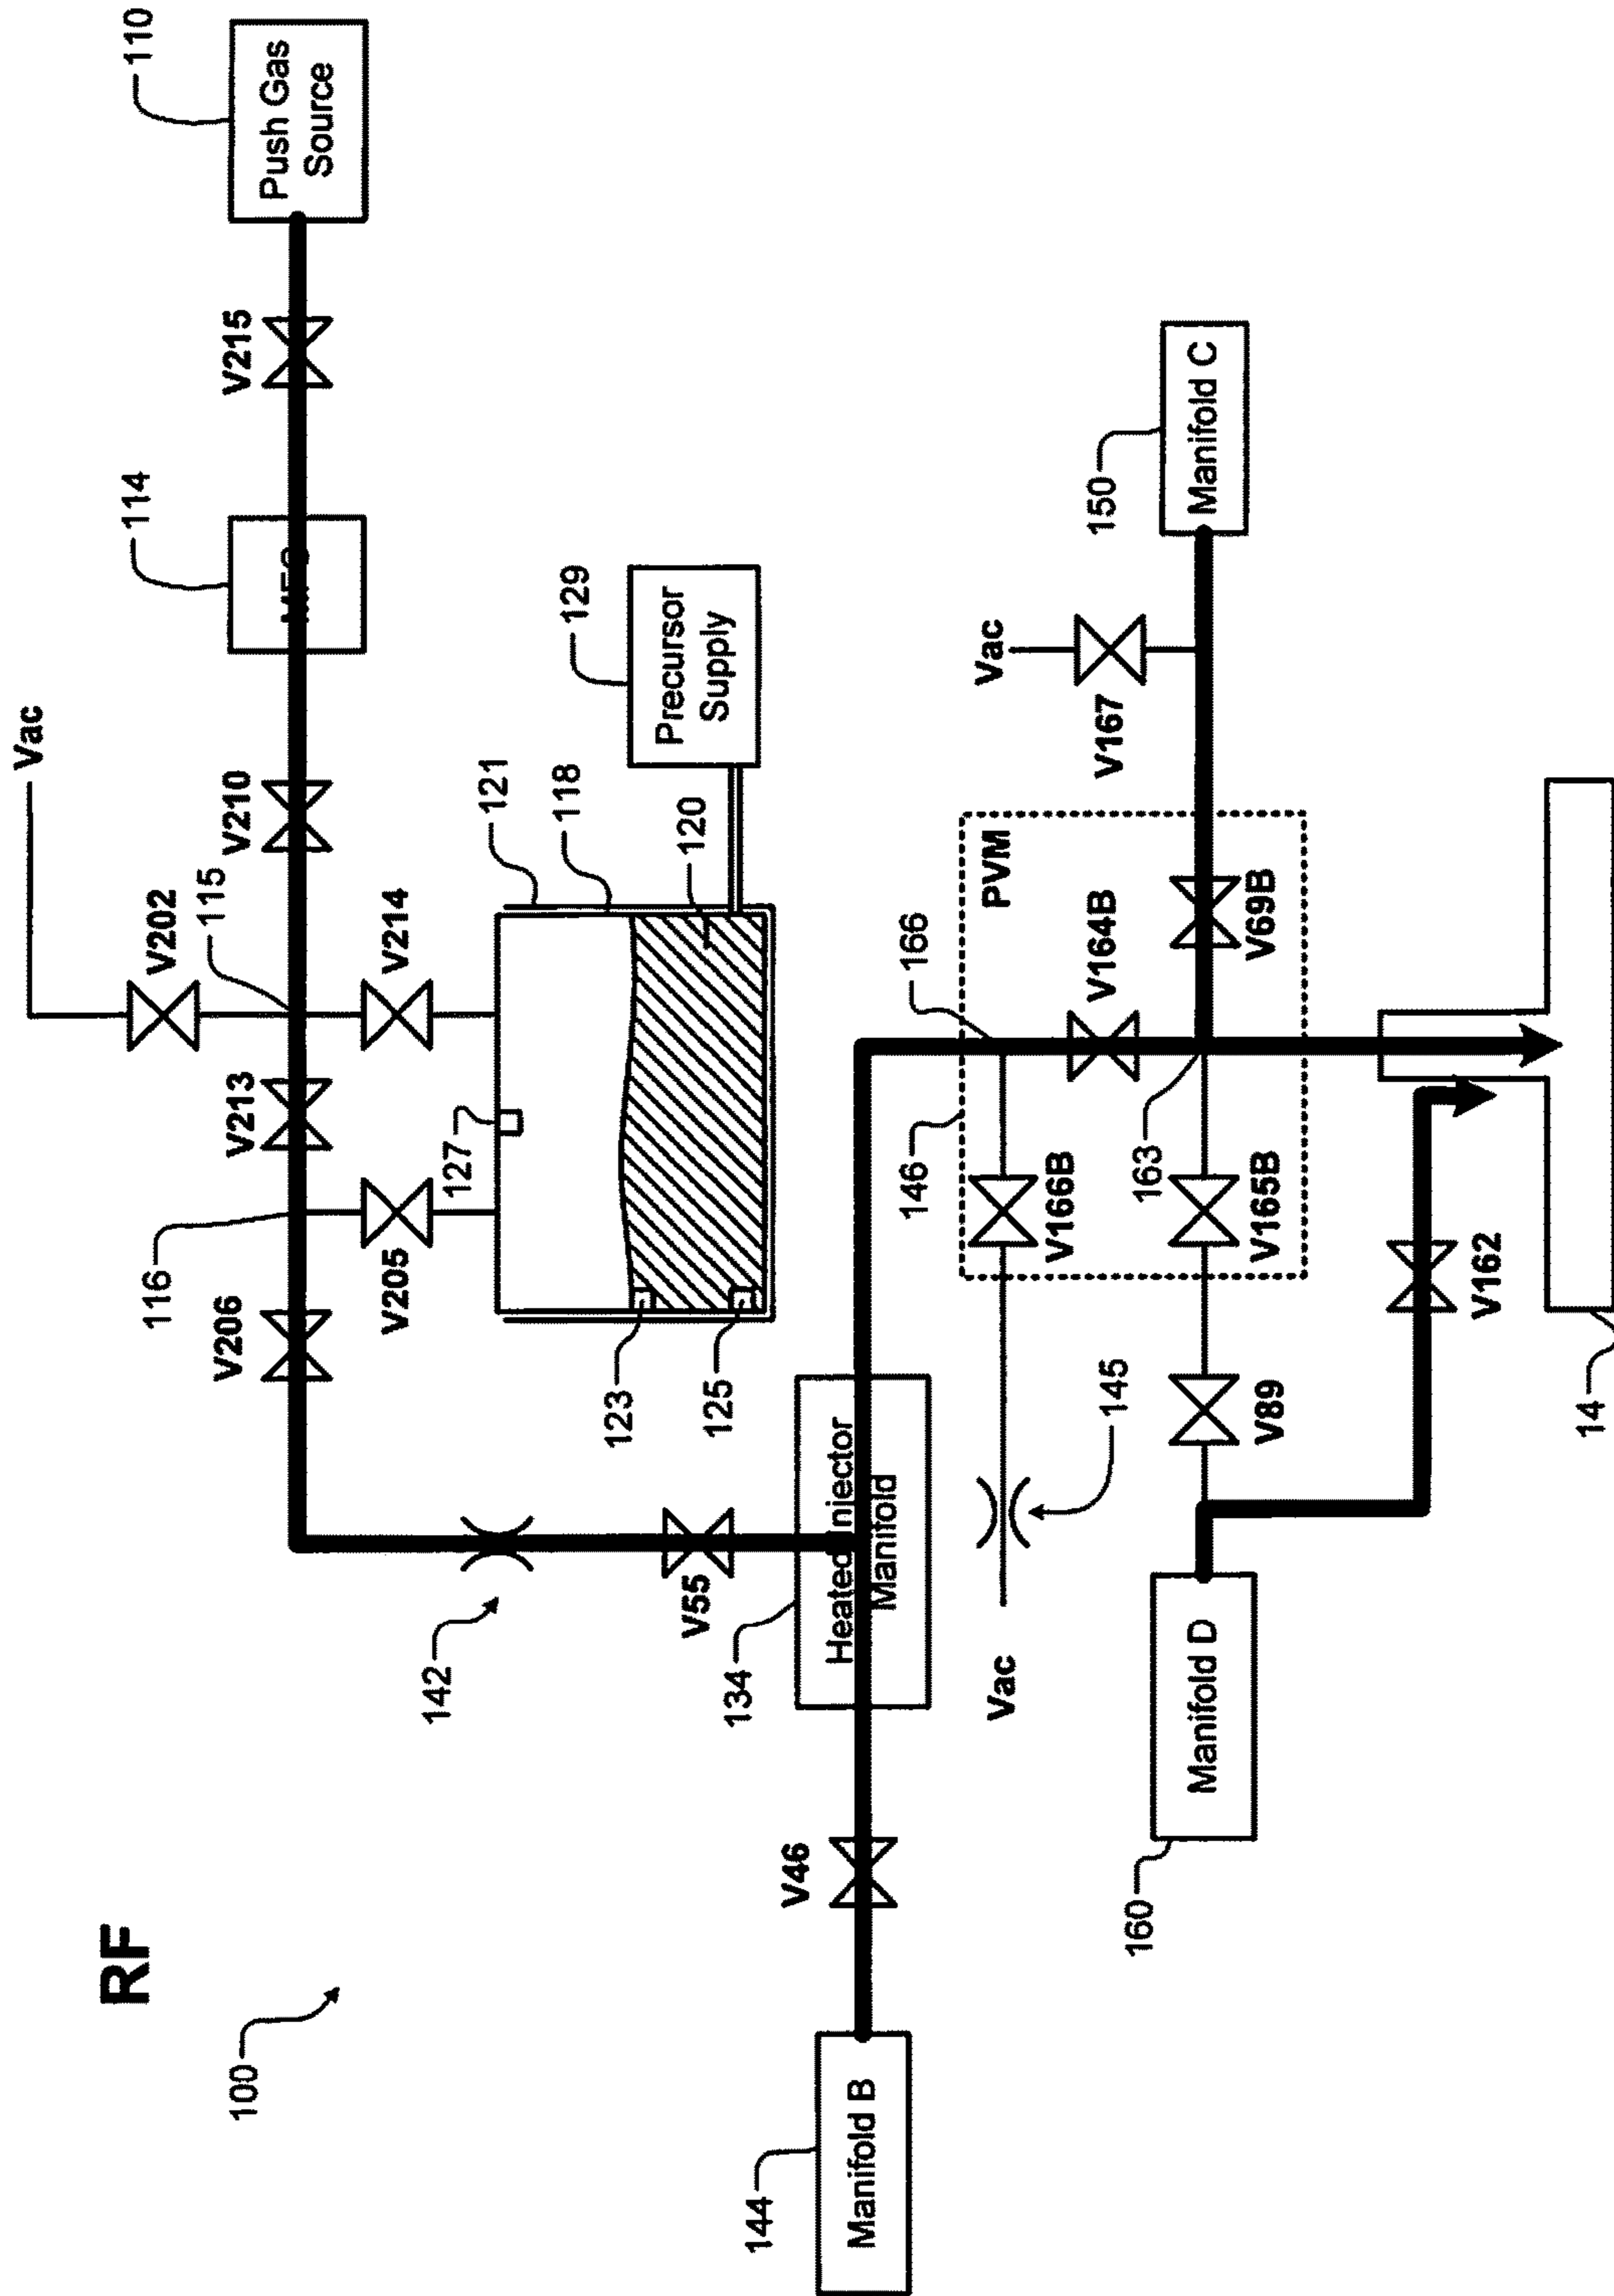 RF
100
Vac
110
Push Gas
Source
114
V215
V210
115
V202
V213
116
V206
V214
V205
127
121
118
120
129
Precursor
Supply
123
125
142
V55
134
Heated Injector
Manifold
V46
144
Manifold B
166
146
PVM
V164B
V166B
145
Vac
Vac
V167
150
Manifold C
V69B
163
V165B
V89
160
Manifold D
V162
14